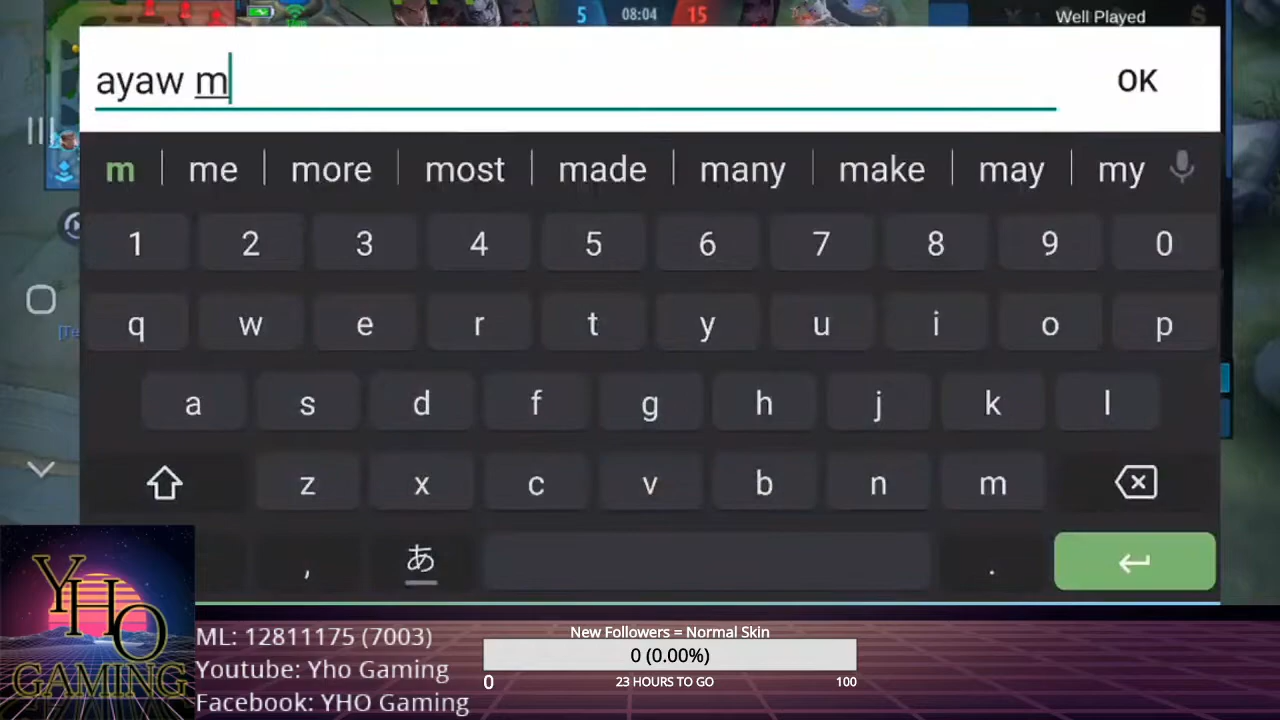 5 08:04 15 Well Played
ayaw m OK
m me more most made many make may my
1 2 3 4 5 6 7 8 9 0
q w e r t y u i o p
a s d f g h j k l
z x c v b n m
, あ .
YHO
GAMING
ML: 12811175 (7003)
Youtube: Yho Gaming
Facebook: YHO Gaming
New Followers = Normal Skin
0 (0.00%)
0 23 HOURS TO GO 100